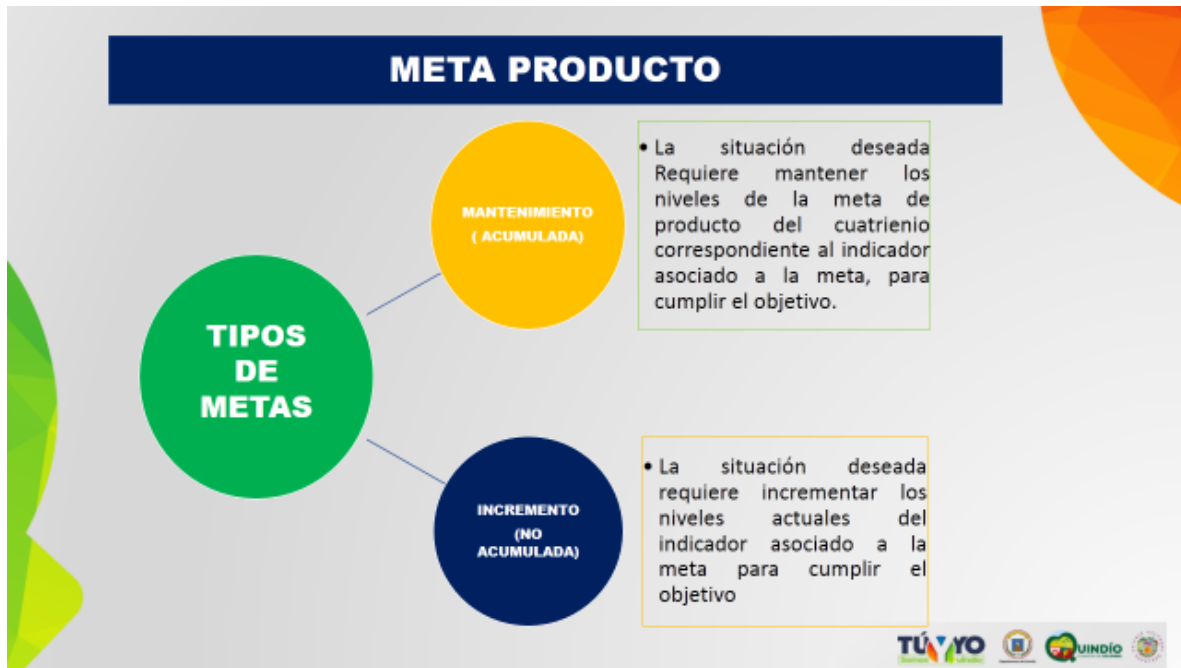 META PRODUCTO
MANTENIMIENTO
( ACUMULADA)
• La situación deseada
Requiere mantener los
niveles de la meta de
producto del cuatrienio
correspondiente al indicador
asociado a la meta, para
cumplir el objetivo.
TIPOS
DE
METAS
INCREMENTO
(NO
ACUMULADA)
• La situación deseada
requiere incrementar los
niveles actuales del
indicador asociado a la
meta para cumplir el
objetivo
TÚ Y YO
QUINDÍO